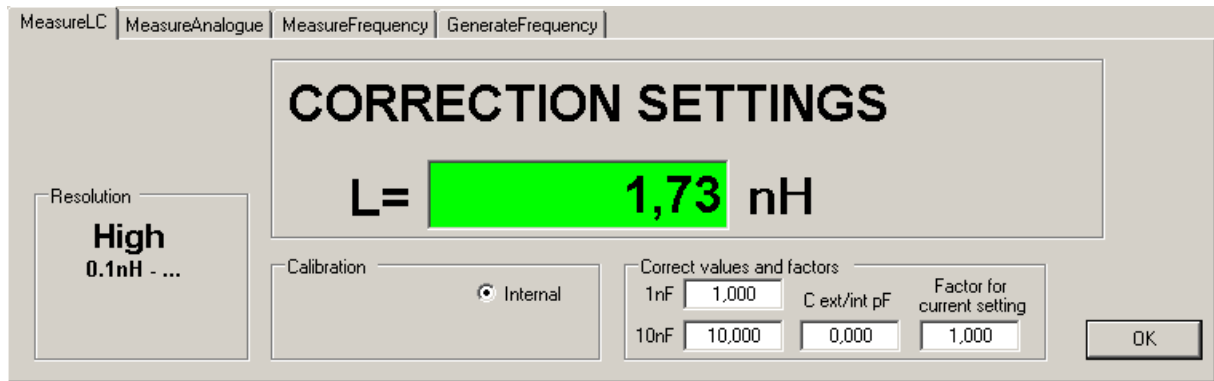 MeasureLC MeasureAnalogue MeasureFrequency GenerateFrequency
CORRECTION SETTINGS
L= 1,73 nH
Resolution
High
0.1nH - ...
Calibration
Internal
Correct values and factors
1nF 1,000 C ext/int pF Factor for
current setting
10nF 10,000 0,000 1,000
OK